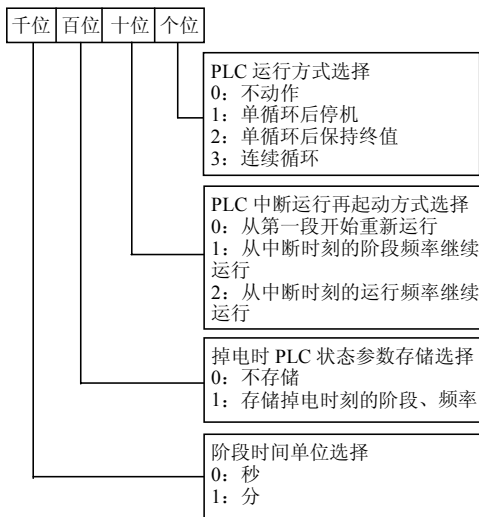 千位 百位 十位 个位
PLC 运行方式选择
0：不动作
1：单循环后停机
2：单循环后保持终值
3：连续循环
PLC 中断运行再起动方式选择
0：从第一段开始重新运行
1：从中断时刻的阶段频率继续
运行
2：从中断时刻的运行频率继续
运行
掉电时 PLC 状态参数存储选择
0：不存储
1：存储掉电时刻的阶段、频率
阶段时间单位选择
0：秒
1：分